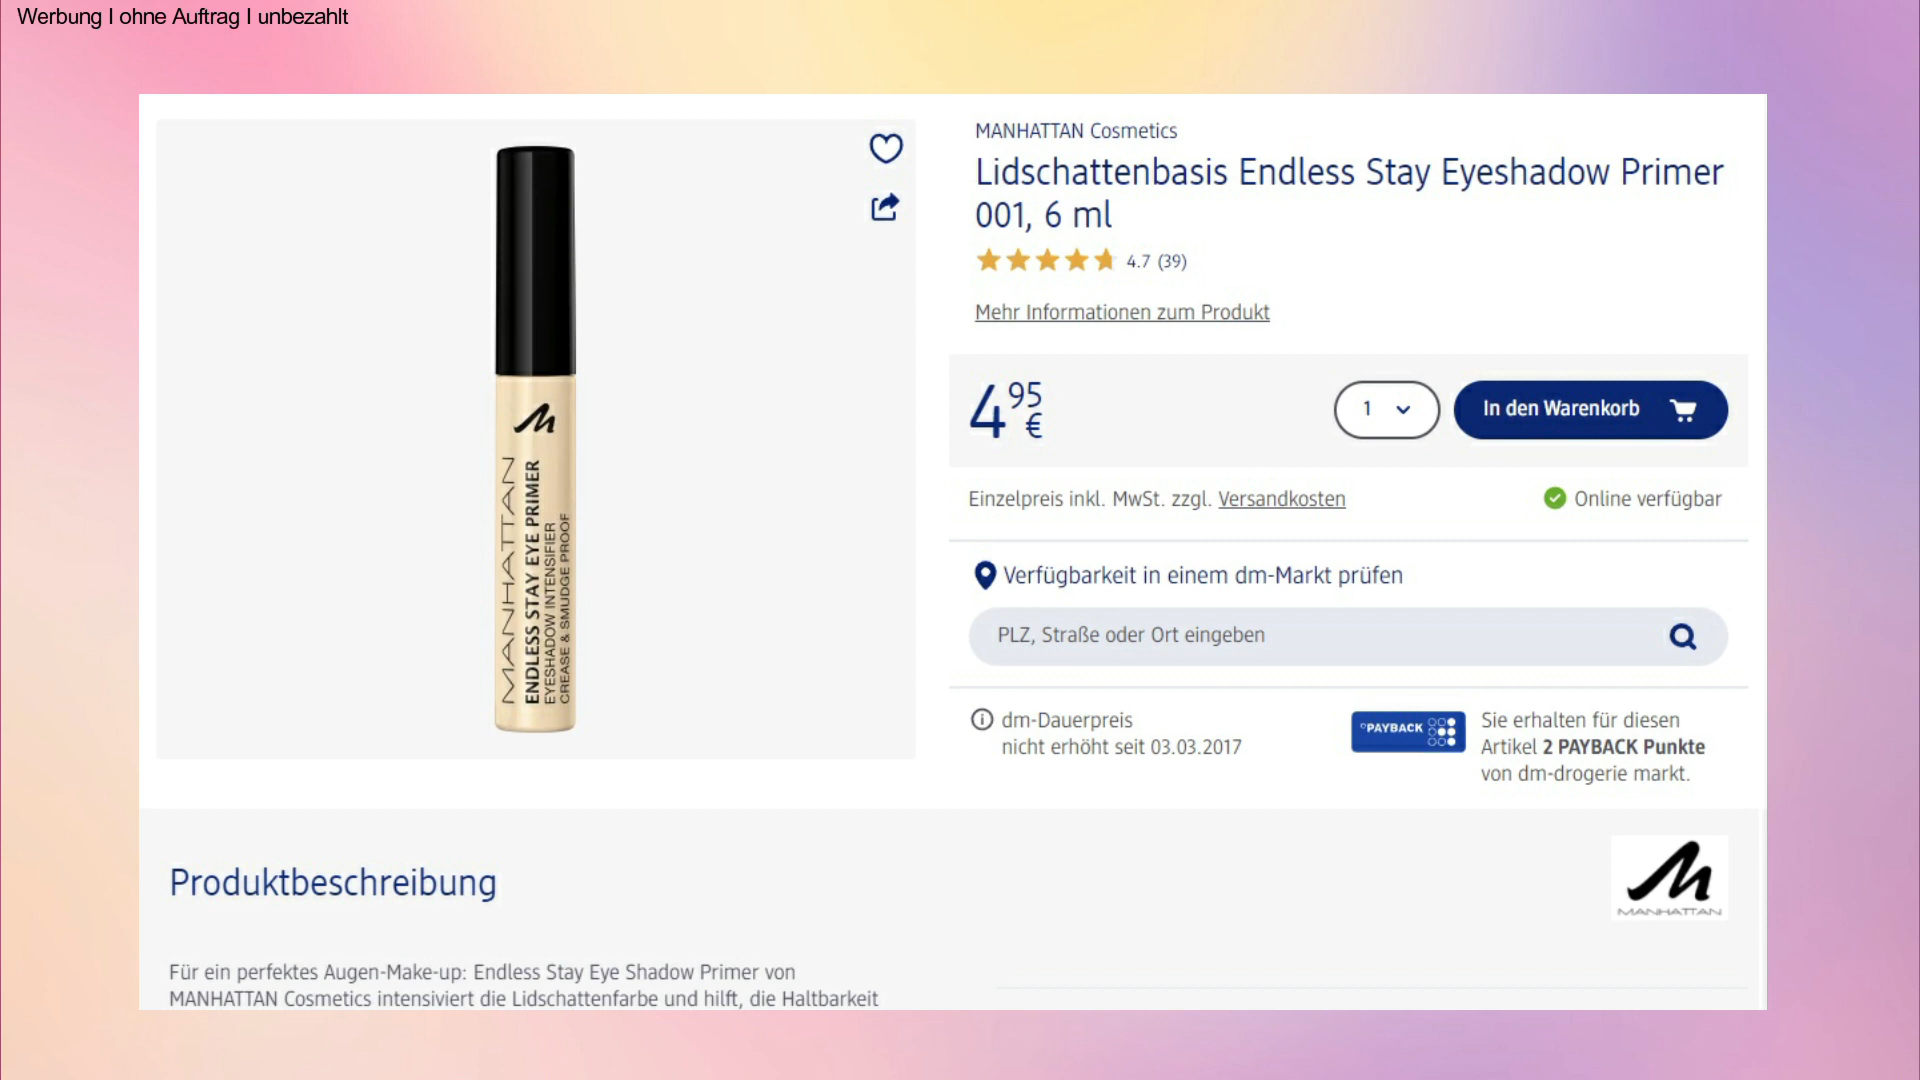 Werbung I ohne Auftrag I unbezahlt
MANHATTAN
ENDLESS STAY EYE PRIMER
EYESHADOW INTENSIFIER
CREASE & SMUDGE PROOF
MANHATTAN Cosmetics
Lidschattenbasis Endless Stay Eyeshadow Primer
001, 6 ml
4.7 (39)
Mehr Informationen zum Produkt
4 95 €
1
In den Warenkorb
Einzelpreis inkl. MwSt. zzgl. Versandkosten
Online verfügbar
Verfügbarkeit in einem dm-Markt prüfen
PLZ, Straße oder Ort eingeben
dm-Dauerpreis
nicht erhöht seit 03.03.2017
°PAYBACK
Sie erhalten für diesen
Artikel 2 PAYBACK Punkte
von dm-drogerie markt.
Produktbeschreibung
MANHATTAN
Für ein perfektes Augen-Make-up: Endless Stay Eye Shadow Primer von
MANHATTAN Cosmetics intensiviert die Lidschattenfarbe und hilft, die Haltbarkeit